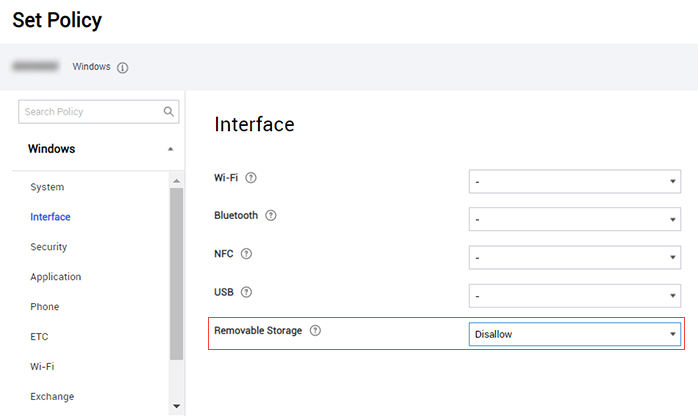 Set Policy
Windows
Search Policy
Windows
System
Interface
Security
Application
Phone
ETC
Wi-Fi
Exchange
Interface
Wi-Fi ? -
Bluetooth ? -
NFC ? -
USB ? -
Removable Storage ? Disallow